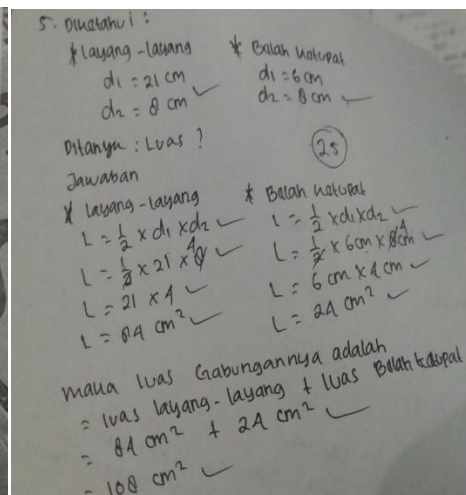 5. Diketahui :
* Layang-layang
d₁ = 21 cm
d₂ = 8 cm ✓
* Belah Ketupat
d₁ = 6 cm
d₂ = 8 cm ✓
Ditanya : Luas ?
25
Jawaban
* Layang-layang
L = 1/2 x d₁ x d₂ ✓
L = 1/2 x 21 x 8 4 ✓
L = 21 x 4 ✓
L = 84 cm² ✓
* Belah Ketupat
L = 1/2 x d₁ x d₂ ✓
L = 1/2 x 6 cm x 8 cm 4 ✓
L = 6 cm x 4 cm ✓
L = 24 cm² ✓
Maka luas Gabungannya adalah
= luas layang-layang + luas Belah ketupat
= 84 cm² + 24 cm² ✓
= 108 cm² ✓